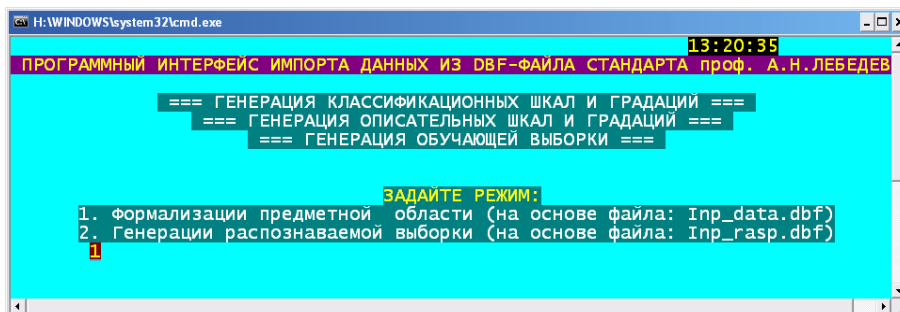 H:\WINDOWS\system32\cmd.exe
13:20:35
ПРОГРАММНЫЙ ИНТЕРФЕЙС ИМПОРТА ДАННЫХ ИЗ DBF-ФАЙЛА СТАНДАРТА проф. А.Н.ЛЕБЕДЕВ
=== ГЕНЕРАЦИЯ КЛАССИФИКАЦИОННЫХ ШКАЛ И ГРАДАЦИЙ ===
=== ГЕНЕРАЦИЯ ОПИСАТЕЛЬНЫХ ШКАЛ И ГРАДАЦИЙ ===
=== ГЕНЕРАЦИЯ ОБУЧАЮЩЕЙ ВЫБОРКИ ===
ЗАДАЙТЕ РЕЖИМ:
1. Формализации предметной области (на основе файла: Inp_data.dbf)
2. Генерации распознаваемой выборки (на основе файла: Inp_rasp.dbf)
1